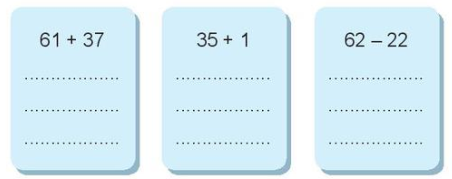 61 + 37
35 + 1
62 – 22